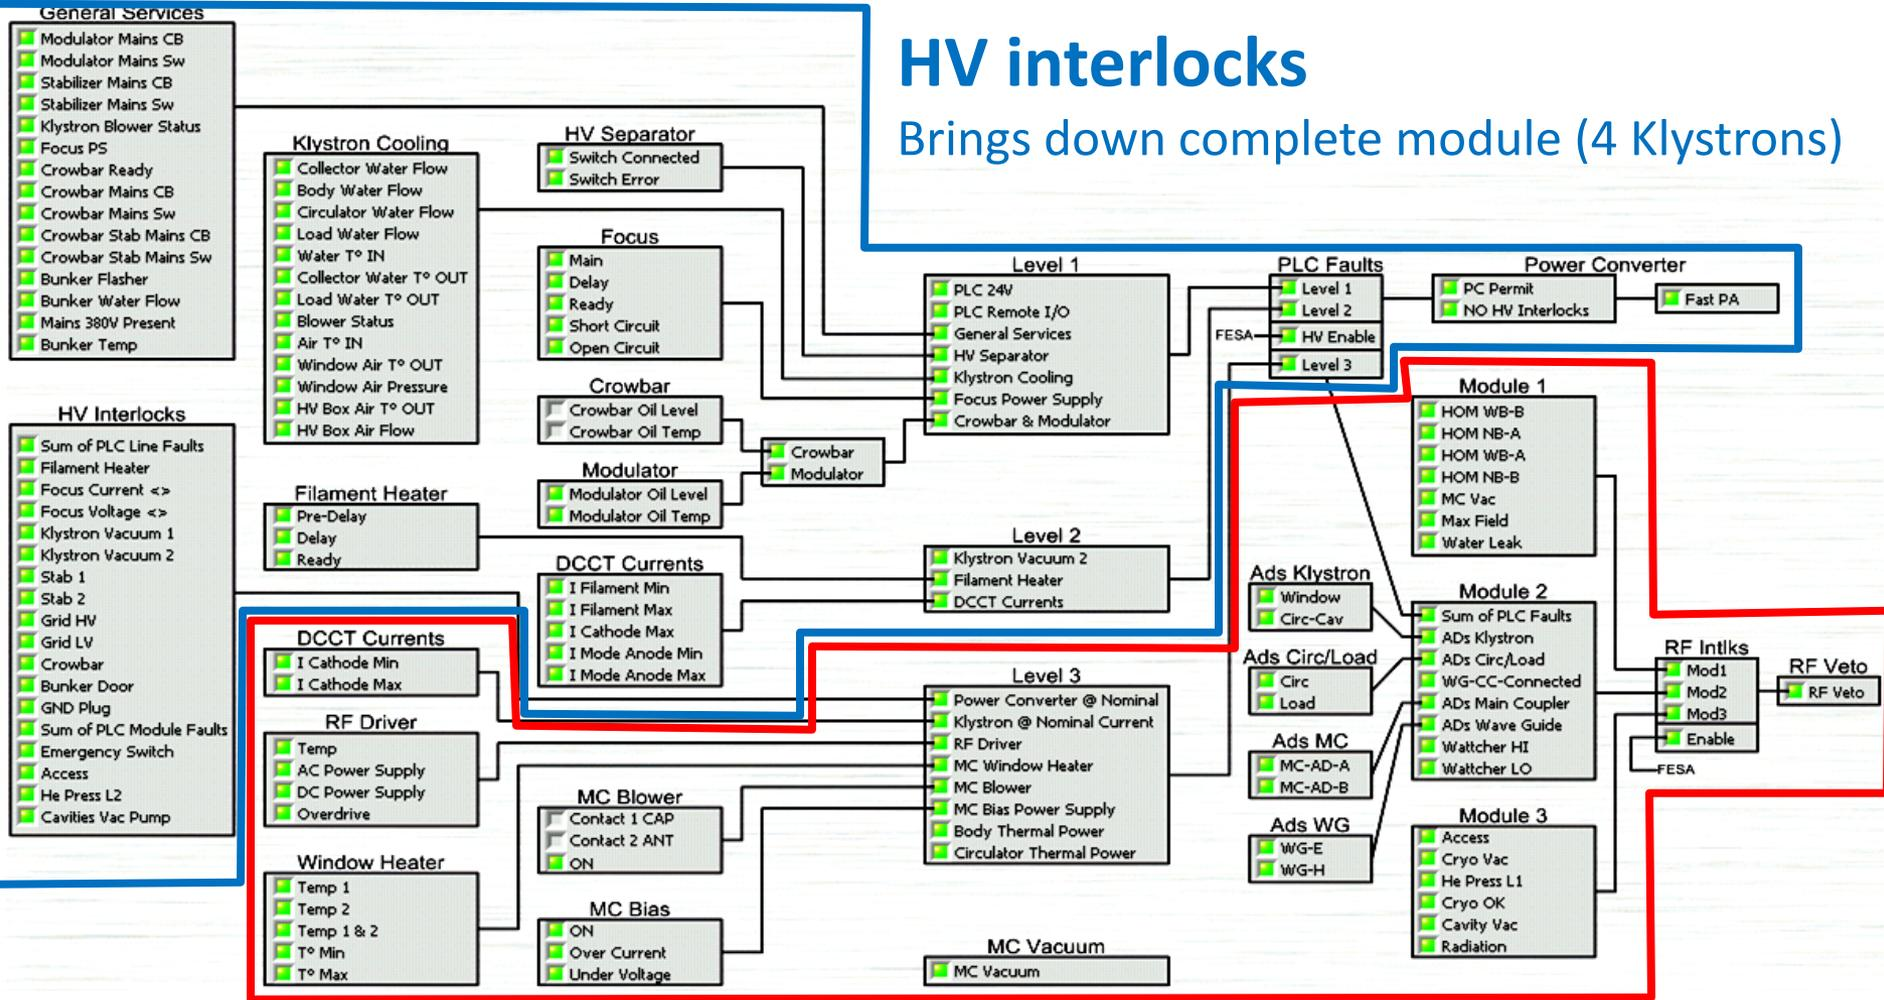 General Services
Modulator Mains CB
Modulator Mains Sw
Stabilizer Mains CB
Stabilizer Mains Sw
Klystron Blower Status
Focus PS
Crowbar Ready
Crowbar Mains CB
Crowbar Mains Sw
Crowbar Stab Mains CB
Crowbar Stab Mains Sw
Bunker Flasher
Bunker Water Flow
Mains 380V Present
Bunker Temp
HV Interlocks
Sum of PLC Line Faults
Filament Heater
Focus Current <>
Focus Voltage <>
Klystron Vacuum 1
Klystron Vacuum 2
Stab 1
Stab 2
Grid HV
Grid LV
Crowbar
Bunker Door
GND Plug
Sum of PLC Module Faults
Emergency Switch
Access
He Press L2
Cavities Vac Pump
Klystron Cooling
Collector Water Flow
Body Water Flow
Circulator Water Flow
Load Water Flow
Water Tº IN
Collector Water Tº OUT
Load Water Tº OUT
Blower Status
Air Tº IN
Window Air Tº OUT
Window Air Pressure
HV Box Air Tº OUT
HV Box Air Flow
Filament Heater
Pre-Delay
Delay
Ready
DCCT Currents
I Cathode Min
I Cathode Max
RF Driver
Temp
AC Power Supply
DC Power Supply
Overdrive
Window Heater
Temp 1
Temp 2
Temp 1 & 2
Tº Min
Tº Max
HV Separator
Switch Connected
Switch Error
Focus
Main
Delay
Ready
Short Circuit
Open Circuit
Crowbar
Crowbar Oil Level
Crowbar Oil Temp
Modulator
Modulator Oil Level
Modulator Oil Temp
Crowbar
Modulator
DCCT Currents
I Filament Min
I Filament Max
I Cathode Max
I Mode Anode Min
I Mode Anode Max
MC Blower
Contact 1 CAP
Contact 2 ANT
ON
MC Bias
ON
Over Current
Under Voltage
HV interlocks
Brings down complete module (4 Klystrons)
Level 1
PLC 24V
PLC Remote I/O
General Services
HV Separator
Klystron Cooling
Focus Power Supply
Crowbar & Modulator
Level 2
Klystron Vacuum 2
Filament Heater
DCCT Currents
Level 3
Power Converter @ Nominal
Klystron @ Nominal Current
RF Driver
MC Window Heater
MC Blower
MC Bias Power Supply
Body Thermal Power
Circulator Thermal Power
MC Vacuum
MC Vacuum
PLC Faults
Level 1
Level 2
FESA
HV Enable
Level 3
Power Converter
PC Permit
NO HV Interlocks
Fast PA
Ads Klystron
Window
Circ-Cav
Ads Circ/Load
Circ
Load
Ads MC
MC-AD-A
MC-AD-B
Ads WG
WG-E
WG-H
Module 1
HOM WB-B
HOM NB-A
HOM WB-A
HOM NB-B
MC Vac
Max Field
Water Leak
Module 2
Sum of PLC Faults
ADs Klystron
ADs Circ/Load
WG-CC-Connected
ADs Main Coupler
ADs Wave Guide
Wattcher HI
Wattcher LO
Module 3
Access
Cryo Vac
He Press L1
Cryo OK
Cavity Vac
Radiation
RF Intlks
Mod1
Mod2
Mod3
Enable
FESA
RF Veto
RF Veto